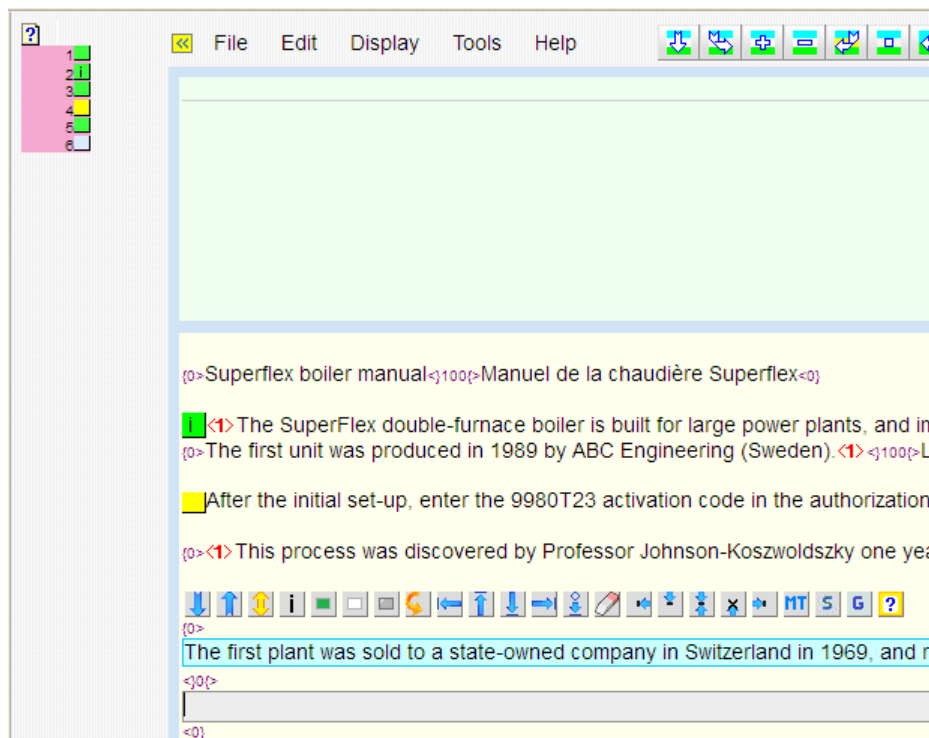 ?
1
2 i
3
4
5
6
<< File Edit Display Tools Help
{0>Superflex boiler manual<}100{>Manuel de la chaudière Superflex<0}
i <1> The SuperFlex double-furnace boiler is built for large power plants, and
{0>The first unit was produced in 1989 by ABC Engineering (Sweden).<1> <}100{>L
After the initial set-up, enter the 9980T23 activation code in the authorization
{0><1> This process was discovered by Professor Johnson-Koszwoldszky one
i MT S G ?
{0>
The first plant was sold to a state-owned company in Switzerland in 1969, and
<}0{>
<0}